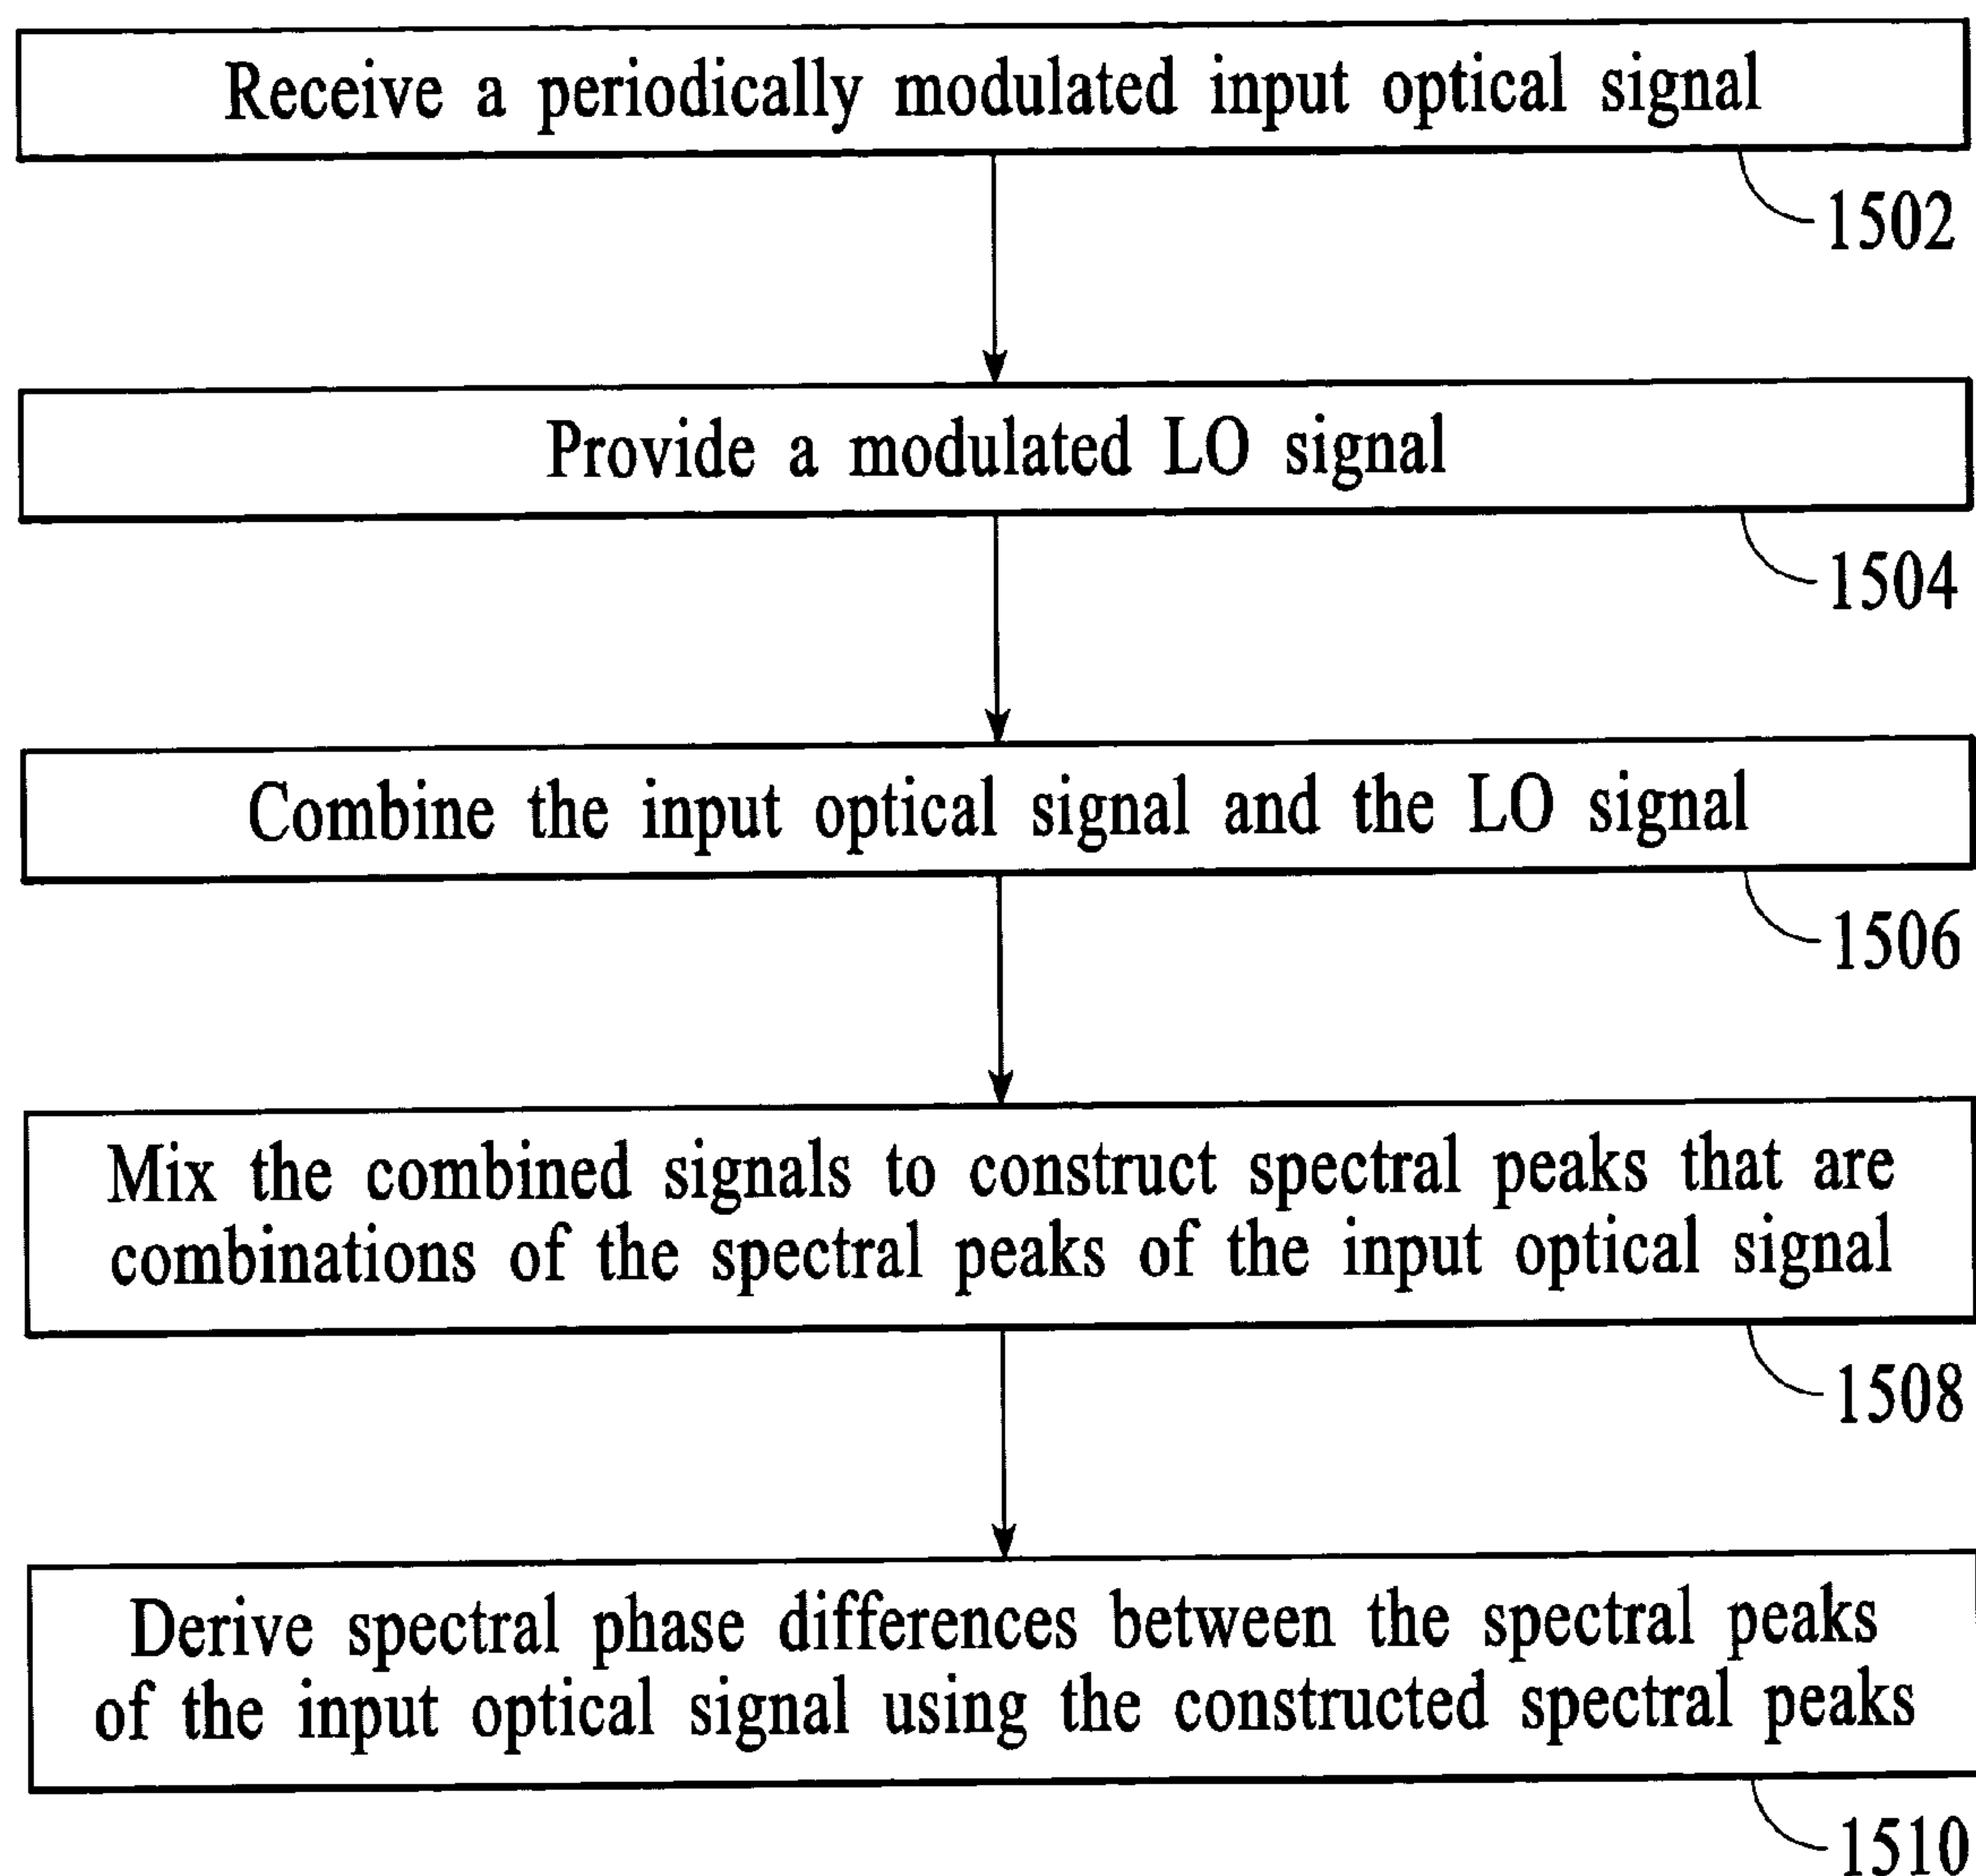 Receive a periodically modulated input optical signal
1502
Provide a modulated LO signal
1504
Combine the input optical signal and the LO signal
1506
Mix the combined signals to construct spectral peaks that are
combinations of the spectral peaks of the input optical signal
1508
Derive spectral phase differences between the spectral peaks
of the input optical signal using the constructed spectral peaks
1510